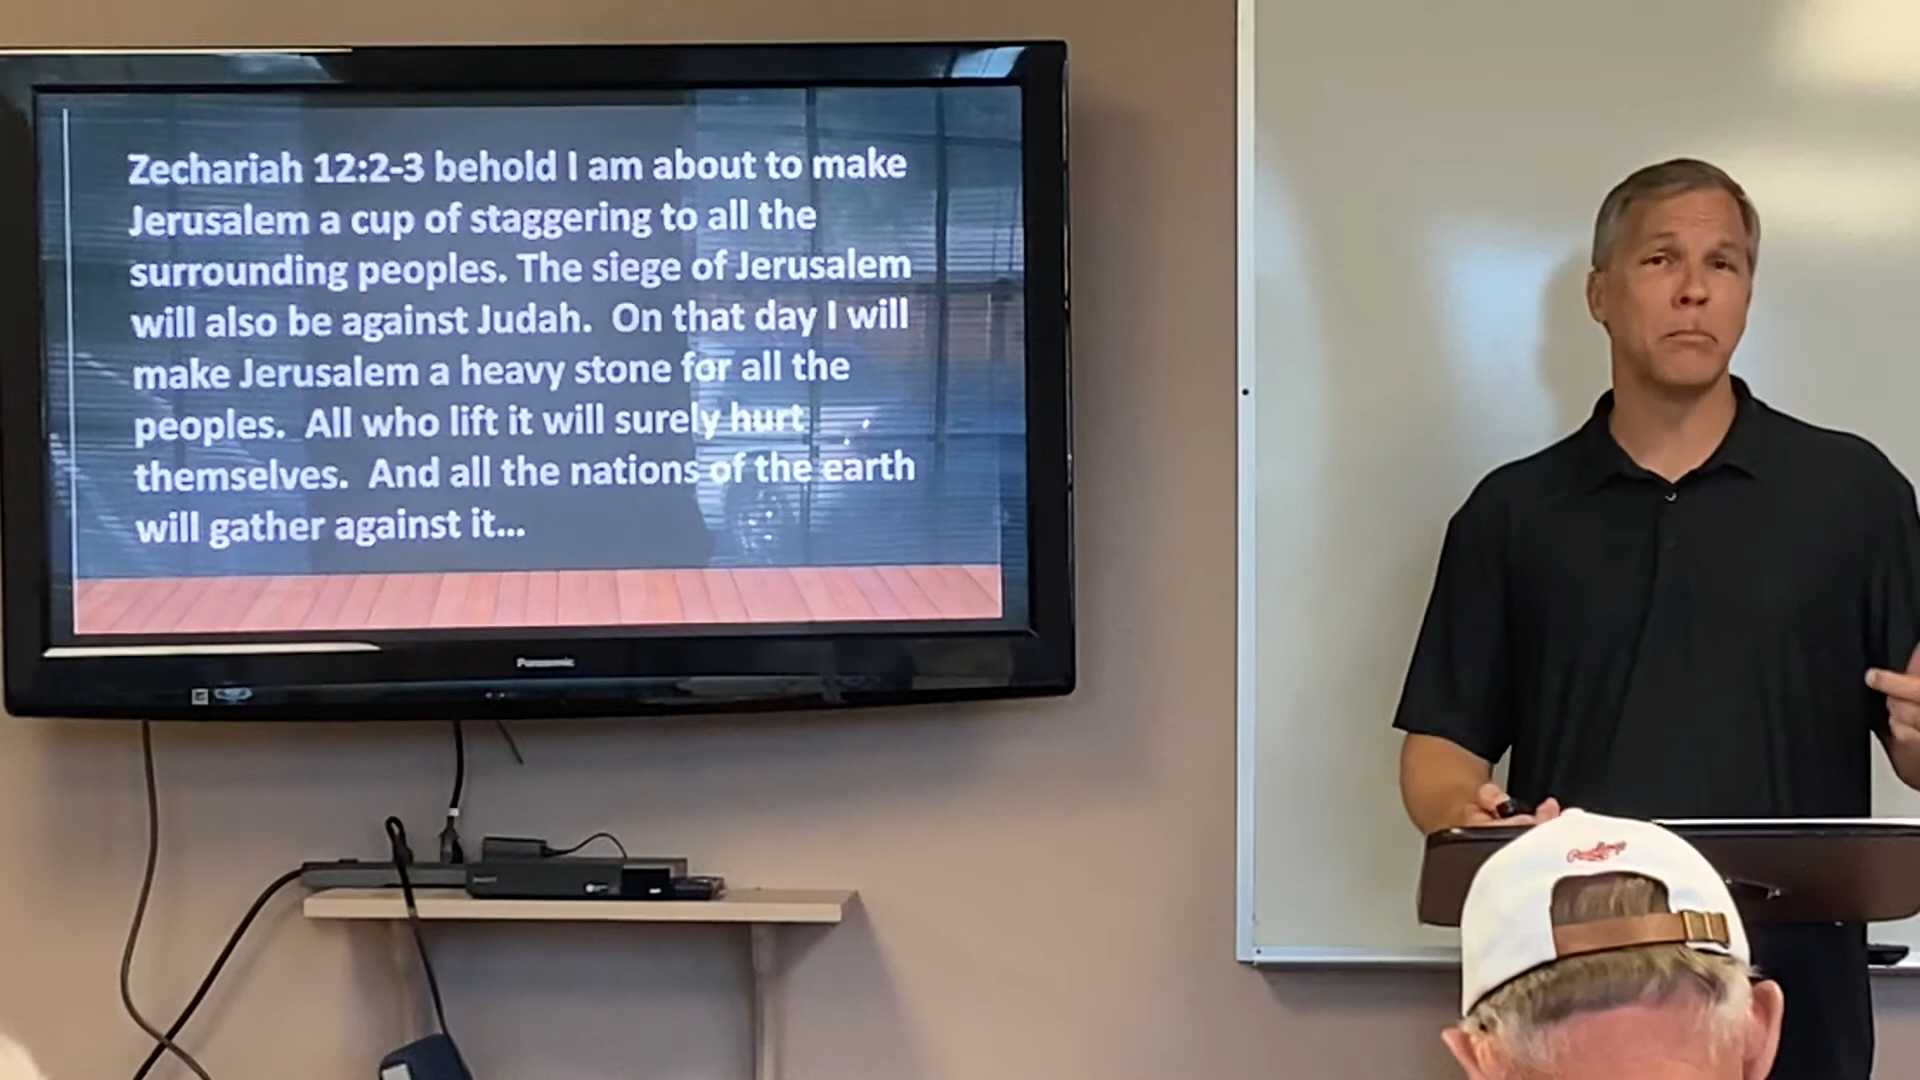 Zechariah 12:2-3 behold I am about to make
Jerusalem a cup of staggering to all the
surrounding peoples. The siege of Jerusalem
will also be against Judah.  On that day I will
make Jerusalem a heavy stone for all the
peoples.  All who lift it will surely hurt
themselves.  And all the nations of the earth
will gather against it...
Panasonic
Rawlings